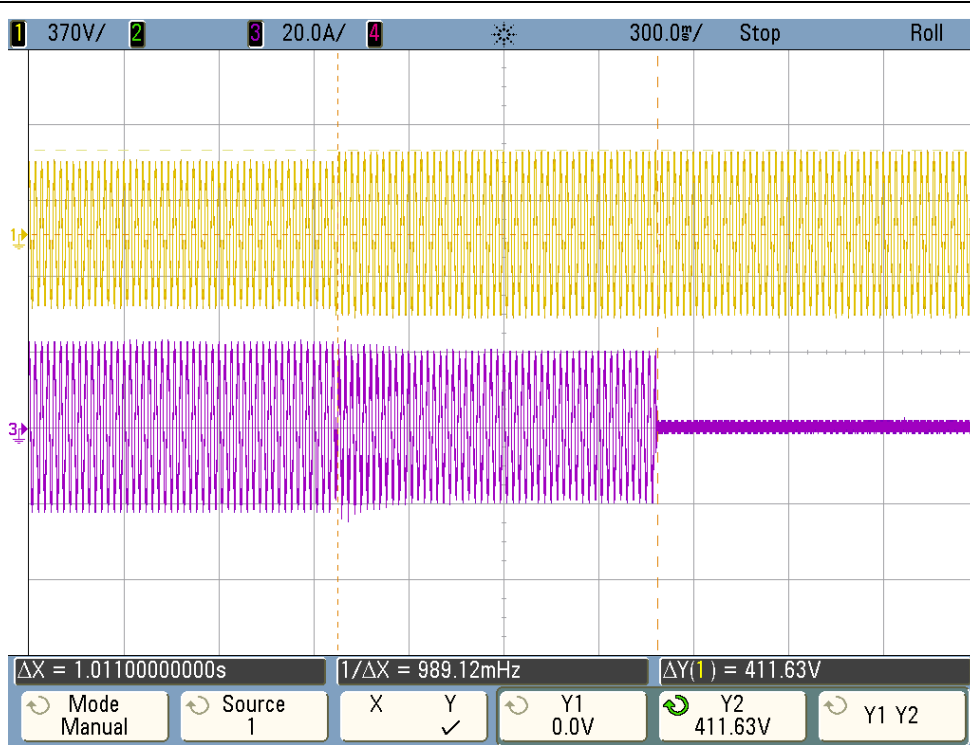 1 370V/ 2 3 20.0A/ 4 300.0ms/ Stop Roll
1
3
ΔX = 1.01100000000s 1/ΔX = 989.12mHz ΔY(1) = 411.63V
Mode Source X Y Y1 Y2 Y1 Y2
Manual 1 ✓ 0.0V 411.63V